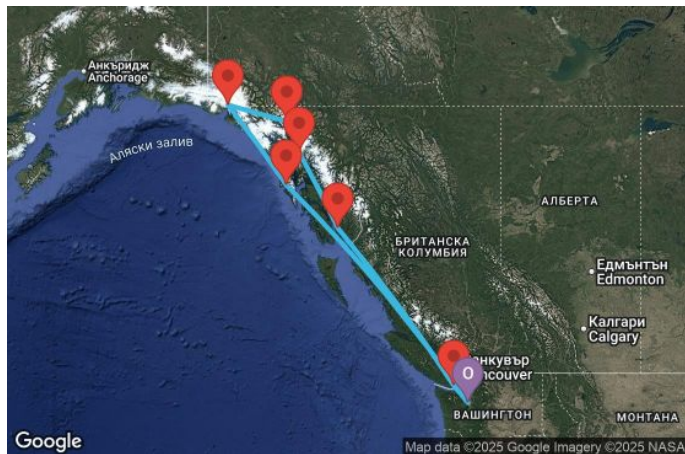 Анкъридж
Anchorage
Аляски залив
АЛБЕРТА
БРИТАНСКА
КОЛУМБИЯ
Едмънтън
Edmonton
Калгари
Calgary
нкувър
ncouver
O
ВАШИНГТОН
МОНТАНА
Google
Map data ©2025 Google Imagery ©2025 NASA